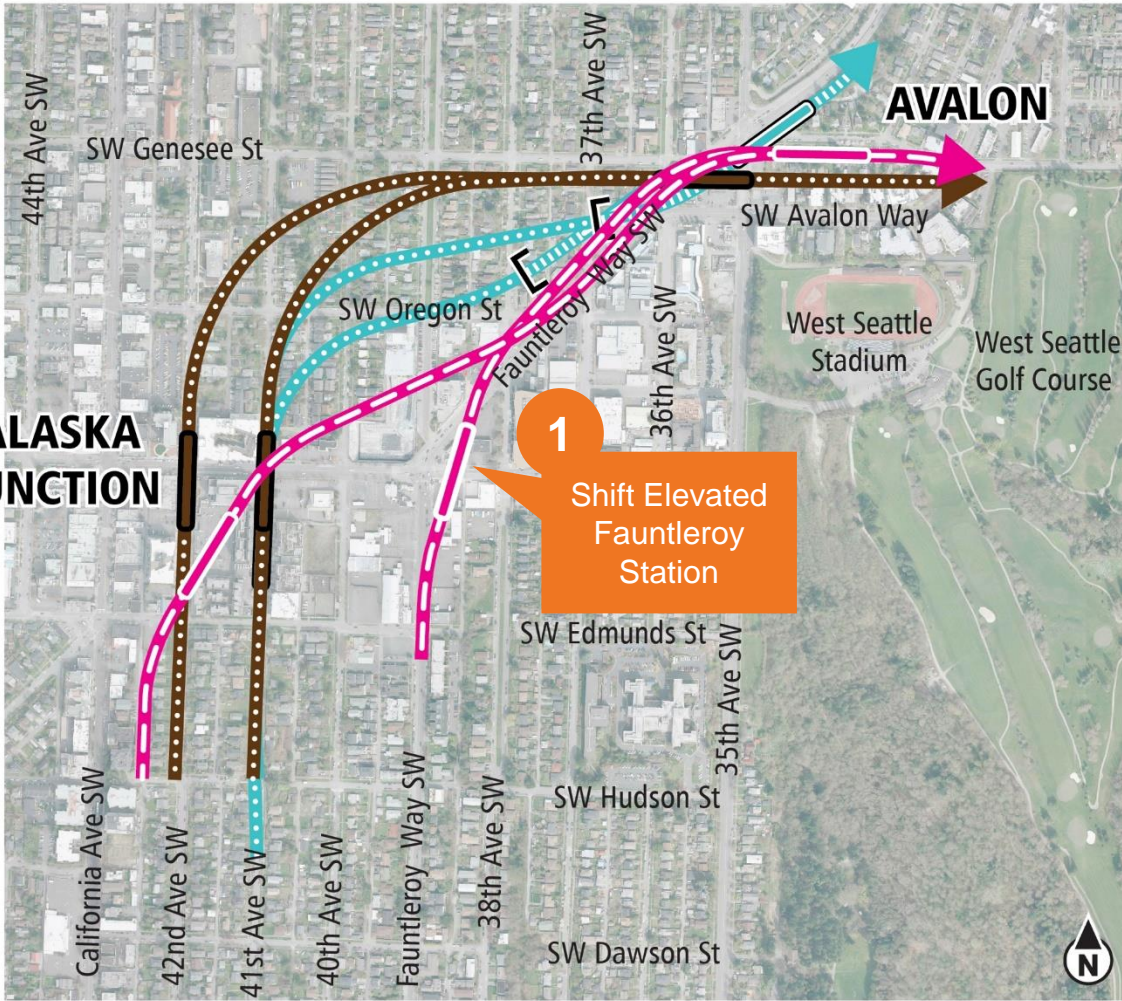 44th Ave SW
SW Genesee St
37th Ave SW
AVALON
SW Avalon Way
SW Oregon St
Fauntleroy Way SW
36th Ave SW
West Seattle
Stadium
West Seattle
Golf Course
ALASKA
UNCTION
1
Shift Elevated
Fauntleroy
Station
SW Edmunds St
35th Ave SW
SW Hudson St
California Ave SW
42nd Ave SW
41st Ave SW
40th Ave SW
Fauntleroy Way SW
38th Ave SW
SW Dawson St
N